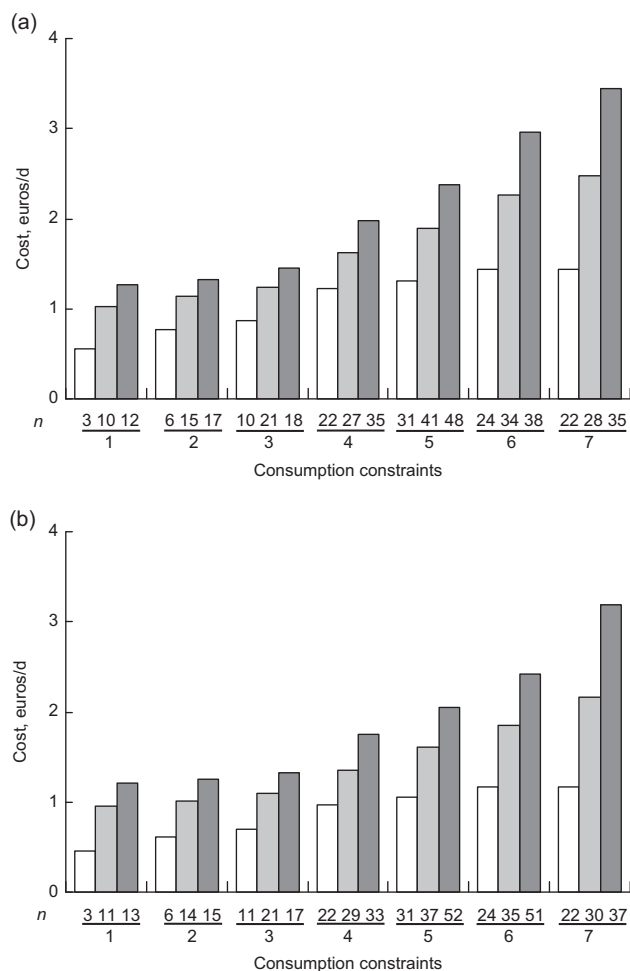 (a)
4
3
2
1
0
Cost, euros/d
n 3 10 12 6 15 17 10 21 18 22 27 35 31 41 48 24 34 38 22 28 35
1 2 3 4 5 6 7
Consumption constraints
(b)
4
3
2
1
0
Cost, euros/d
n 3 11 13 6 14 15 11 21 17 22 29 33 31 37 52 24 35 51 22 30 37
1 2 3 4 5 6 7
Consumption constraints